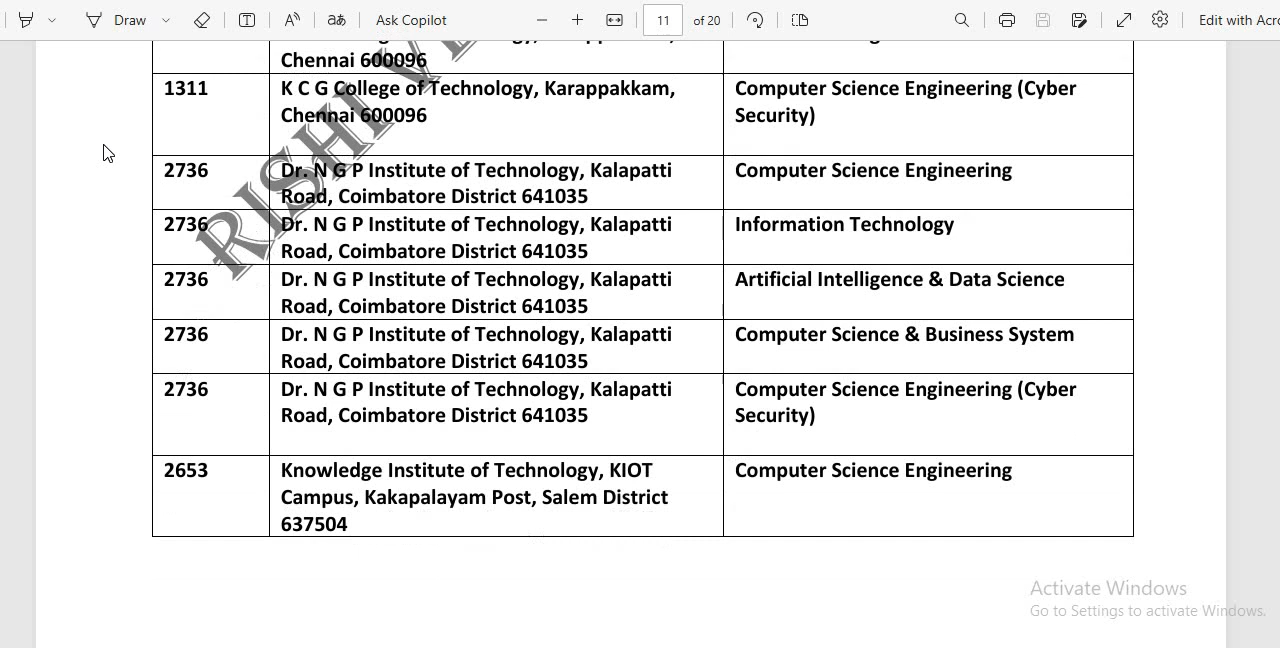 Draw
aあ
Ask Copilot
11 of 20
Edit with Acro
Chennai 600096
1311
K C G College of Technology, Karappakkam,
Chennai 600096
Computer Science Engineering (Cyber
Security)
2736
Dr. N G P Institute of Technology, Kalapatti
Road, Coimbatore District 641035
Computer Science Engineering
2736
Dr. N G P Institute of Technology, Kalapatti
Road, Coimbatore District 641035
Information Technology
2736
Dr. N G P Institute of Technology, Kalapatti
Road, Coimbatore District 641035
Artificial Intelligence & Data Science
2736
Dr. N G P Institute of Technology, Kalapatti
Road, Coimbatore District 641035
Computer Science & Business System
2736
Dr. N G P Institute of Technology, Kalapatti
Road, Coimbatore District 641035
Computer Science Engineering (Cyber
Security)
2653
Knowledge Institute of Technology, KIOT
Campus, Kakapalayam Post, Salem District
637504
Computer Science Engineering
RISHI
Activate Windows
Go to Settings to activate Windows.